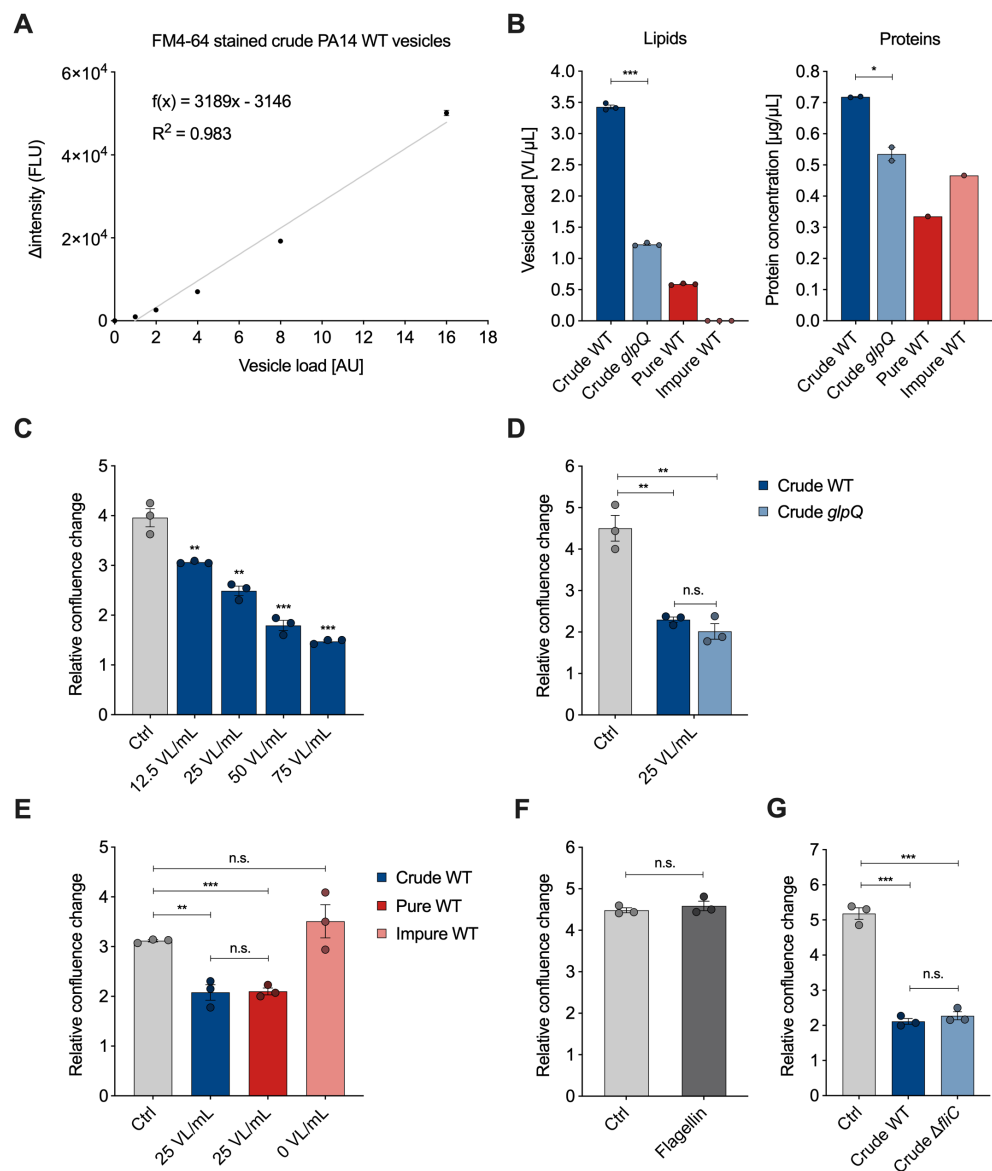 A
FM4-64 stained crude PA14 WT vesicles
f(x) = 3189x - 3146
R² = 0.983
6×10⁴
4×10⁴
2×10⁴
0
Δintensity (FLU)
0 2 4 6 8 10 12 14 16 18
Vesicle load [AU]
B
Lipids
***
4.0
3.5
3.0
2.5
2.0
1.5
1.0
0.5
0.0
Vesicle load [VL/µL]
Crude WT
Crude glpQ
Pure WT
Impure WT
Proteins
*
0.8
0.7
0.6
0.5
0.4
0.3
0.2
0.1
0.0
Protein concentration [µg/µL]
Crude WT
Crude glpQ
Pure WT
Impure WT
C
5
4
3
2
1
0
Relative confluence change
**
**
***
***
Ctrl
12.5 VL/mL
25 VL/mL
50 VL/mL
75 VL/mL
D
6
5
4
3
2
1
0
Relative confluence change
**
**
n.s.
Ctrl
25 VL/mL
Crude WT
Crude glpQ
E
5
4
3
2
1
0
Relative confluence change
n.s.
***
**
n.s.
Ctrl
25 VL/mL
25 VL/mL
0 VL/mL
Crude WT
Pure WT
Impure WT
F
6
5
4
3
2
1
0
Relative confluence change
n.s.
Ctrl
Flagellin
G
7
6
5
4
3
2
1
0
Relative confluence change
***
***
n.s.
Ctrl
Crude WT
Crude ΔfliC